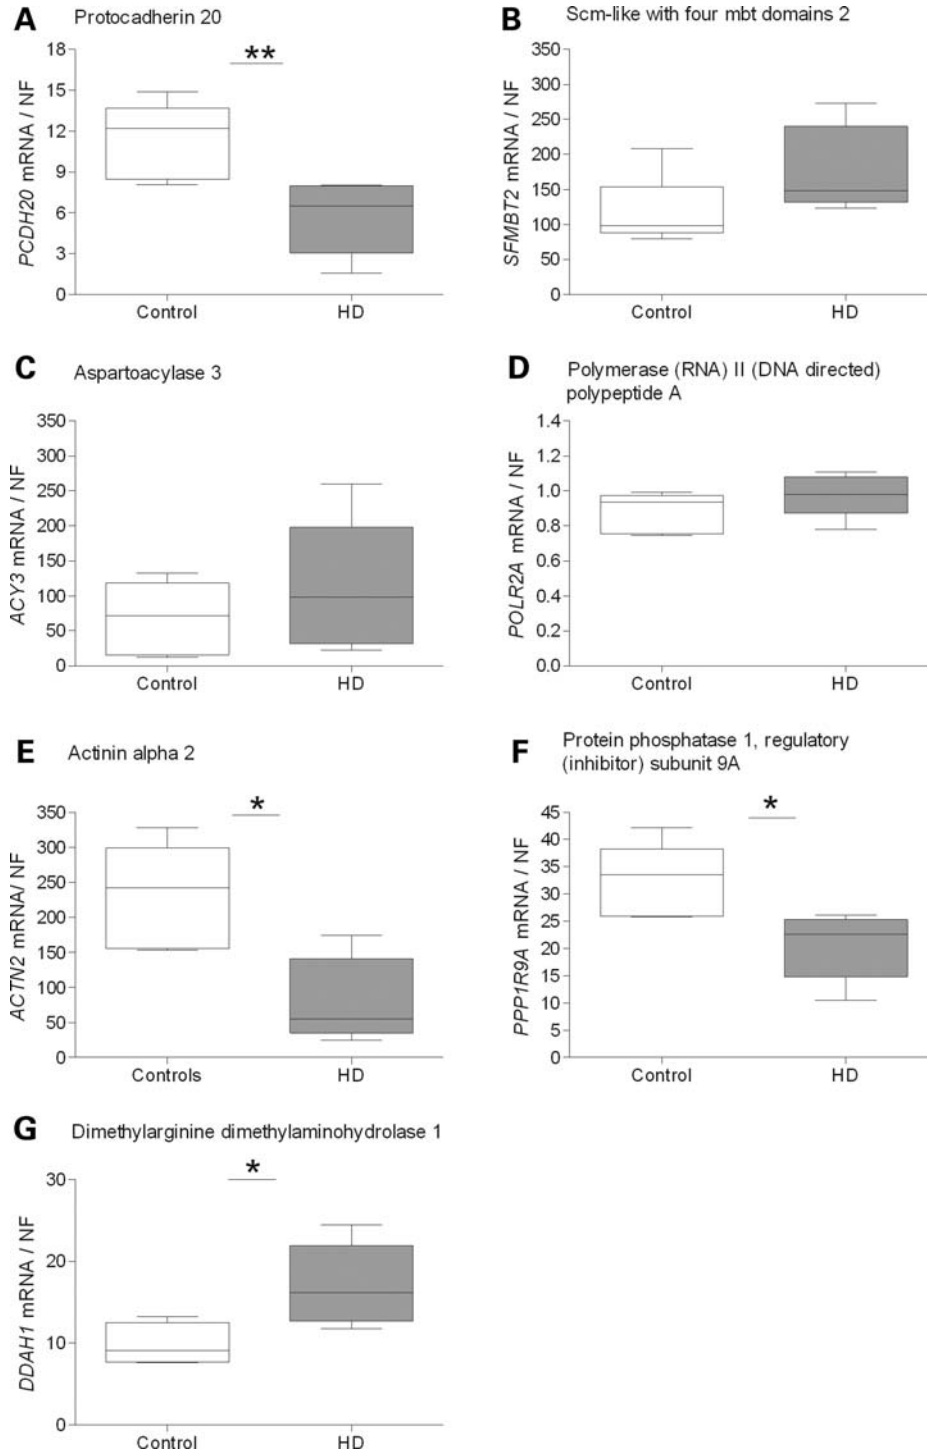 A Protocadherin 20
**
PCDH20 mRNA / NF
18
15
12
9
6
3
0
Control HD
B Scm-like with four mbt domains 2
SFMBT2 mRNA / NF
350
300
250
200
150
100
50
0
Control HD
C Aspartoacylase 3
ACY3 mRNA / NF
350
300
250
200
150
100
50
0
Control HD
D Polymerase (RNA) II (DNA directed)
polypeptide A
POLR2A mRNA / NF
1.4
1.2
1.0
0.8
0.6
0.4
0.2
0.0
Control HD
E Actinin alpha 2
*
ACTN2 mRNA/ NF
350
300
250
200
150
100
50
0
Controls HD
F Protein phosphatase 1, regulatory
(inhibitor) subunit 9A
*
PPP1R9A mRNA / NF
45
40
35
30
25
20
15
10
5
0
Control HD
G Dimethylarginine dimethylaminohydrolase 1
*
DDAH1 mRNA / NF
30
20
10
0
Control HD